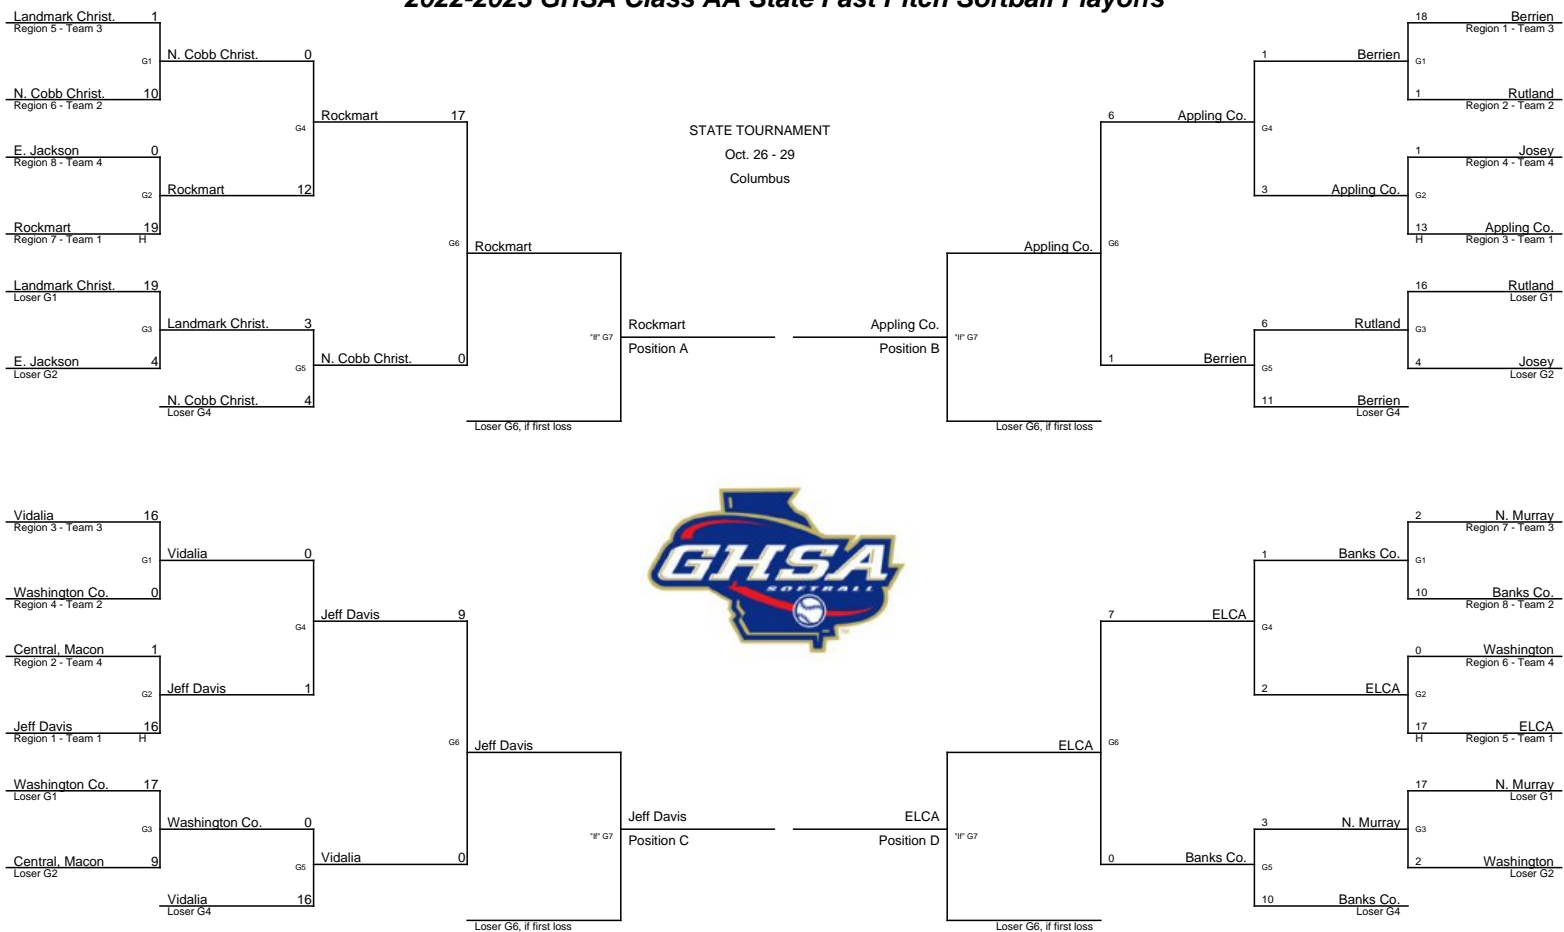 2022-2023 GHSA Class AA State Fast Pitch Softball Playoffs
Landmark Christ. 1
Region 5 - Team 3
G1
N. Cobb Christ. 0
N. Cobb Christ. 10
Region 6 - Team 2
G4
Rockmart 17
E. Jackson 0
Region 8 - Team 4
G2
Rockmart 12
Rockmart 19
Region 7 - Team 1 H
G6
Rockmart
Landmark Christ. 19
Loser G1
G3
Landmark Christ. 3
E. Jackson 4
Loser G2
G5
N. Cobb Christ. 0
N. Cobb Christ. 4
Loser G4
"If" G7
Rockmart
Position A
Loser G6, if first loss
STATE TOURNAMENT
Oct. 26 - 29
Columbus
18 Berrien
Region 1 - Team 3
1 Berrien
G1
1 Rutland
Region 2 - Team 2
6 Appling Co.
G4
1 Josey
Region 4 - Team 4
3 Appling Co.
G2
13 Appling Co.
H Region 3 - Team 1
Appling Co.
G6
16 Rutland
Loser G1
6 Rutland
G3
4 Josey
Loser G2
1 Berrien
G5
11 Berrien
Loser G4
Appling Co.
Position B
"If" G7
Loser G6, if first loss
Vidalia 16
Region 3 - Team 3
G1
Vidalia 0
Washington Co. 0
Region 4 - Team 2
G4
Jeff Davis 9
Central, Macon 1
Region 2 - Team 4
G2
Jeff Davis 1
Jeff Davis 16
Region 1 - Team 1 H
G6
Jeff Davis
Washington Co. 17
Loser G1
G3
Washington Co. 0
Central, Macon 9
Loser G2
G5
Vidalia 0
Vidalia 16
Loser G4
"If" G7
Jeff Davis
Position C
Loser G6, if first loss
GHSA
SOFTBALL
2 N. Murray
Region 7 - Team 3
1 Banks Co.
G1
10 Banks Co.
Region 8 - Team 2
7 ELCA
G4
0 Washington
Region 6 - Team 4
2 ELCA
G2
17 ELCA
H Region 5 - Team 1
ELCA
G6
17 N. Murray
Loser G1
3 N. Murray
G3
2 Washington
Loser G2
0 Banks Co.
G5
10 Banks Co.
Loser G4
ELCA
Position D
"If" G7
Loser G6, if first loss